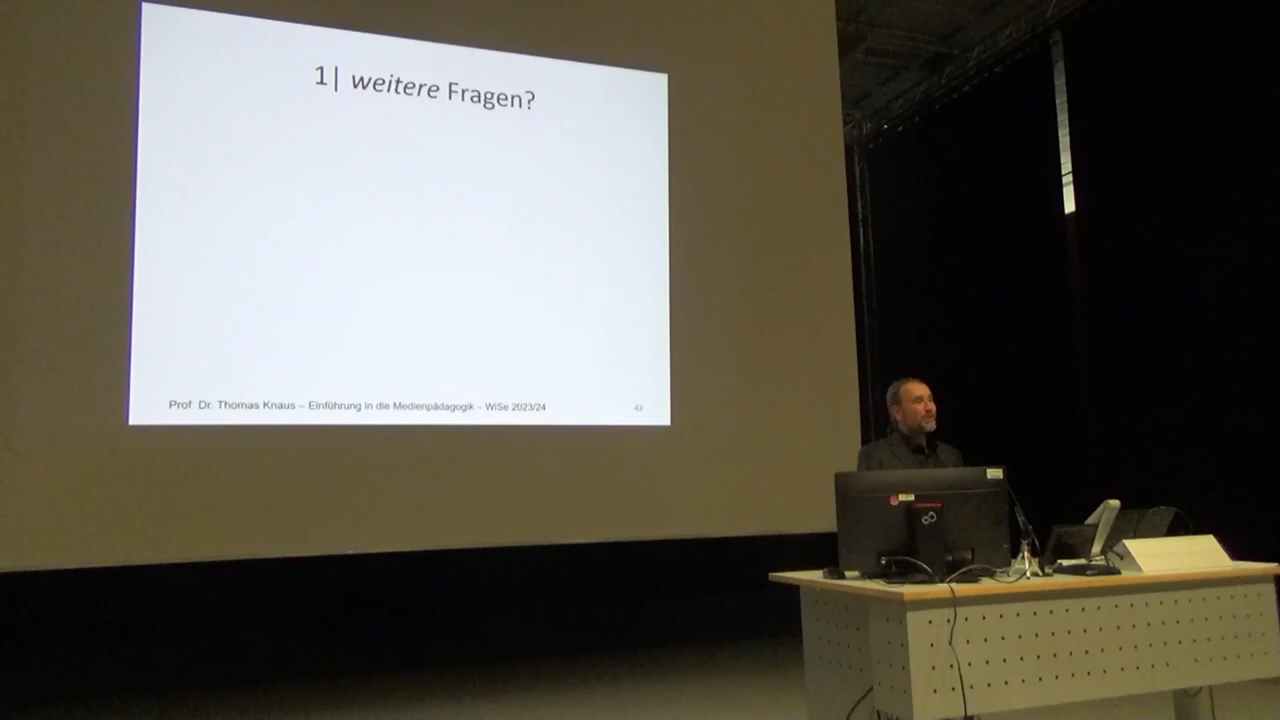 1| weitere Fragen?
Prof Dr Thomas Knaus – Einführung in die Medienpädagogik – WiSe 2023/24
42